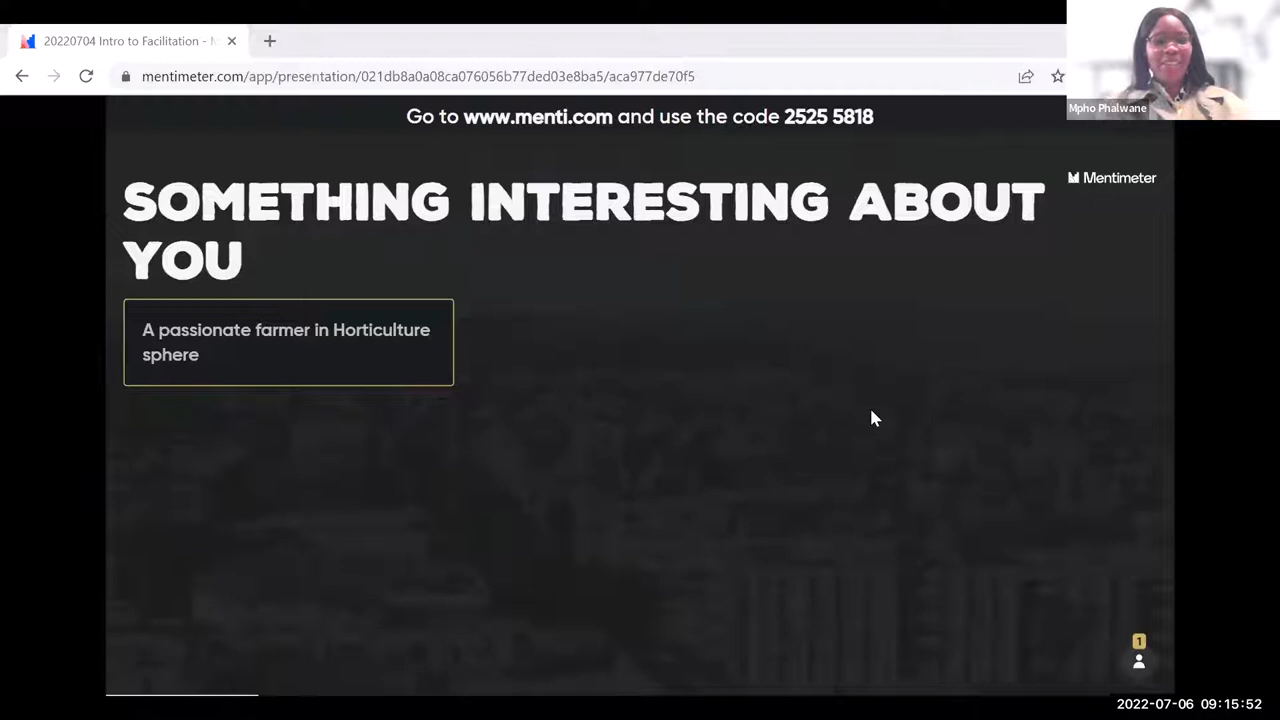 20220704 Intro to Facilitation - M
mentimeter.com/app/presentation/021db8a0a08ca076056b77ded03e8ba5/aca977de70f5
Mpho Phalwane
Go to www.menti.com and use the code 2525 5818
Mentimeter
SOMETHING INTERESTING ABOUT
YOU
A passionate farmer in Horticulture
sphere
1
2022-07-06 09:15:52